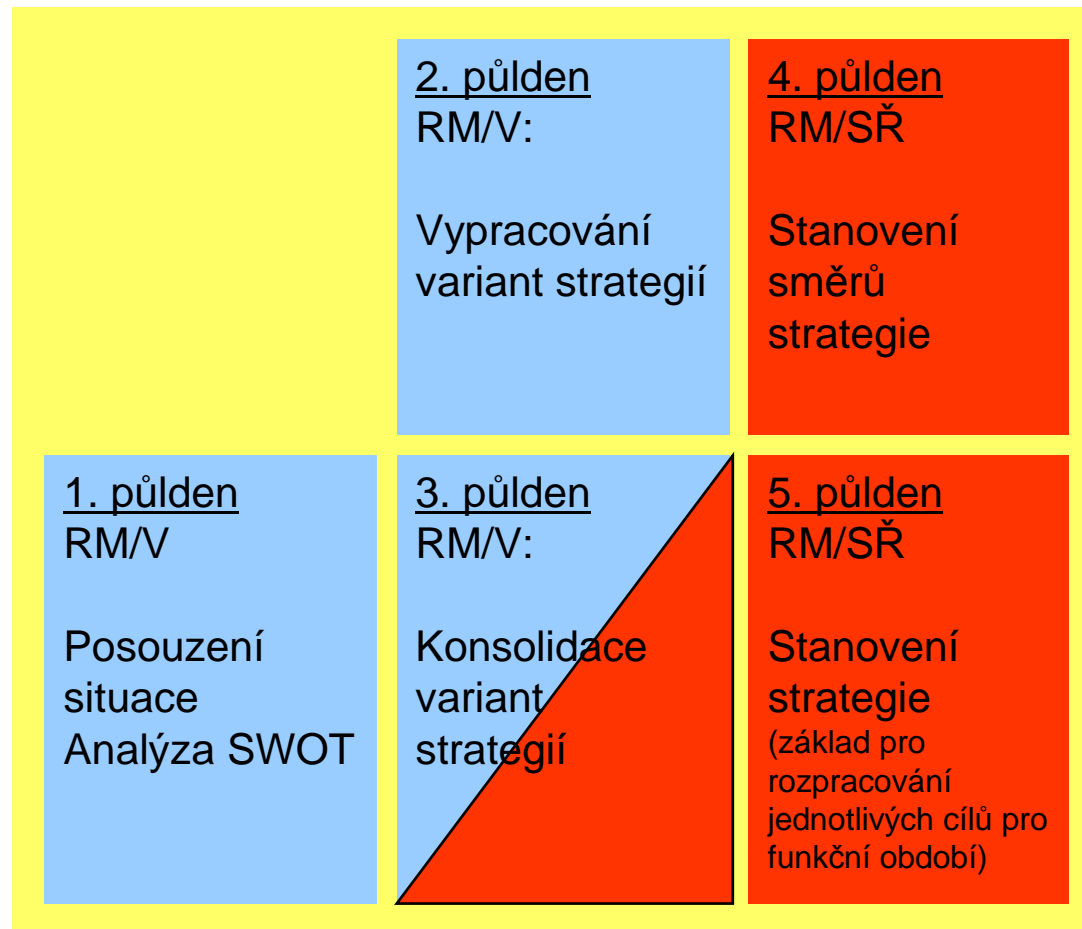 2. půlden
RM/V:
Vypracování
variant strategií
4. půlden
RM/SŘ
Stanovení
směrů
strategie
1. půlden
RM/V
Posouzení
situace
Analýza SWOT
3. půlden
RM/V:
Konsolidace
variant
strategií
5. půlden
RM/SŘ
Stanovení
strategie
(základ pro
rozpracování
jednotlivých cílů pro
funkční období)